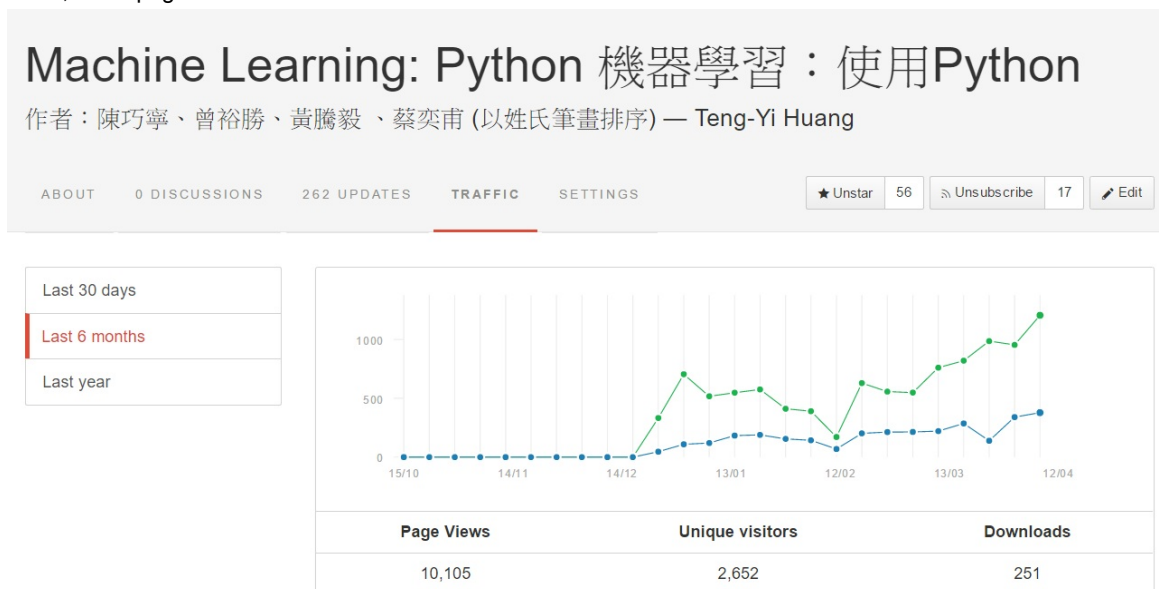 Machine Learning: Python 機器學習：使用Python
作者：陳巧寧、曾裕勝、黃騰毅 、蔡奕甫 (以姓氏筆畫排序) — Teng-Yi Huang
ABOUT 0 DISCUSSIONS 262 UPDATES TRAFFIC SETTINGS Unstar 56 Unsubscribe 17 Edit
Last 30 days
Last 6 months
Last year
1000
500
0
15/10 14/11 14/12 13/01 12/02 13/03 12/04
Page Views Unique visitors Downloads
10,105 2,652 251